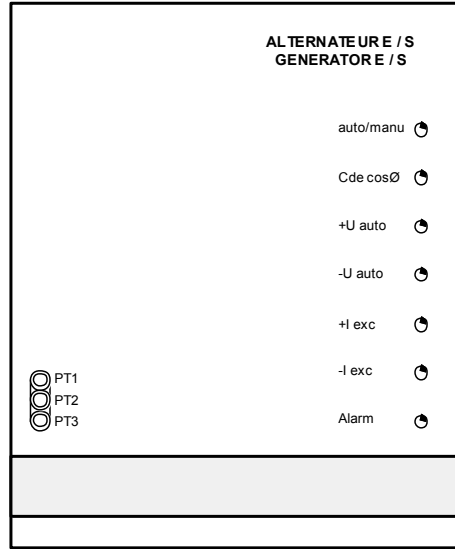 ALTERNATEUR E / S
GENERATOR E / S
auto/manu
Cde cosØ
+U auto
-U auto
+I exc
-I exc
Alarm
PT1
PT2
PT3